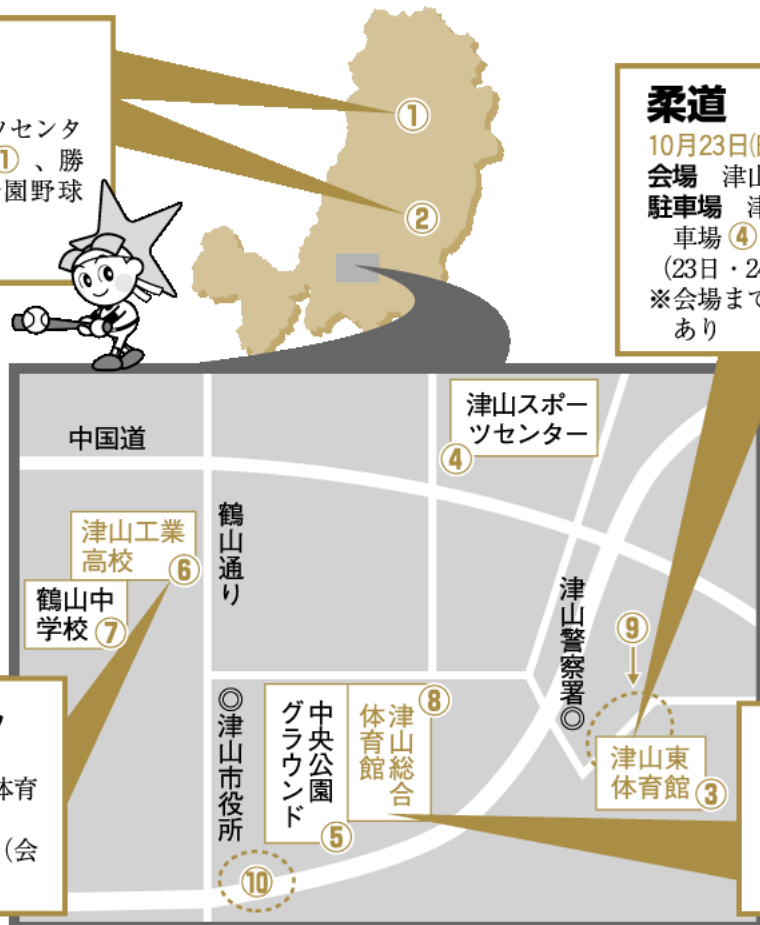 ツセンタ
① 、勝
園野球
①
②
柔道
10月23日(日
会場 津山
駐車場 津
車場④
(23日・24
※会場まで
あり
中国道
津山スポー
ツセンター
④
鶴山通り
津山工業
高校
⑥
鶴山中
学校 ⑦
津山警察署◎
⑨
◎津山市役所
中央公園
グラウンド
⑤
津山総合
体育館
⑧
津山東
体育館 ③
体育
(会
⑩